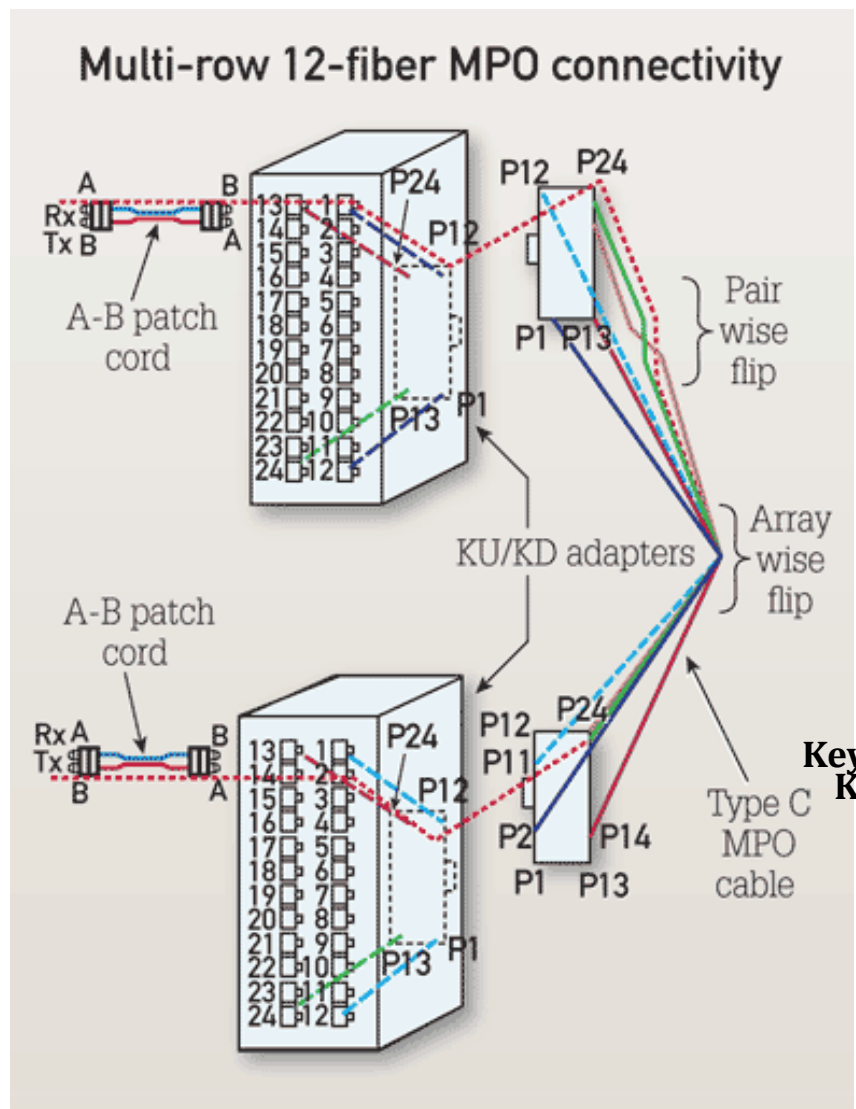 Multi-row 12-fiber MPO connectivity
P12 P24
A B
P24
Rx
Tx B A
13 1
14 2
15 3
16 4
17 5
18 6
19 7
20 8
21 9
22 10
23 11
24 12
P12
A-B patch
cord
P1 P13
Pair
wise
flip
P13 P1
KU/KD adapters
Array
wise
flip
A-B patch
cord
Rx A B
Tx
B A
P24
13 1
14 2
15 3
16 4
17 5
18 6
19 7
20 8
21 9
22 10
23 11
24 12
P12
P13 P1
P12 P24
P11
P2 P14
P1 P13
Type C
MPO
cable
Key
K